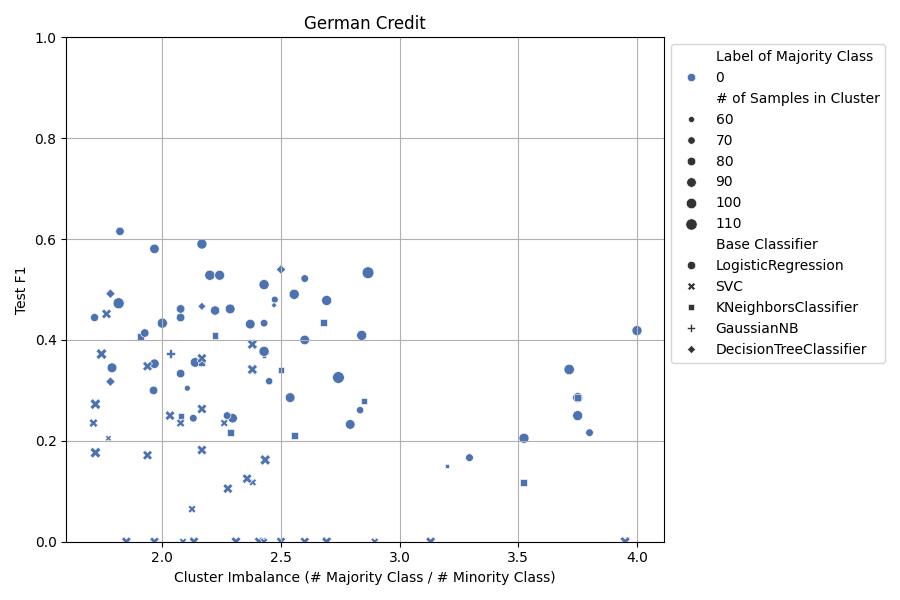 German Credit
Test F1
1.0
0.8
0.6
0.4
0.2
0.0
2.0 2.5 3.0 3.5 4.0
Cluster Imbalance (# Majority Class / # Minority Class)
Label of Majority Class
0
# of Samples in Cluster
60
70
80
90
100
110
Base Classifier
LogisticRegression
SVC
KNeighborsClassifier
GaussianNB
DecisionTreeClassifier